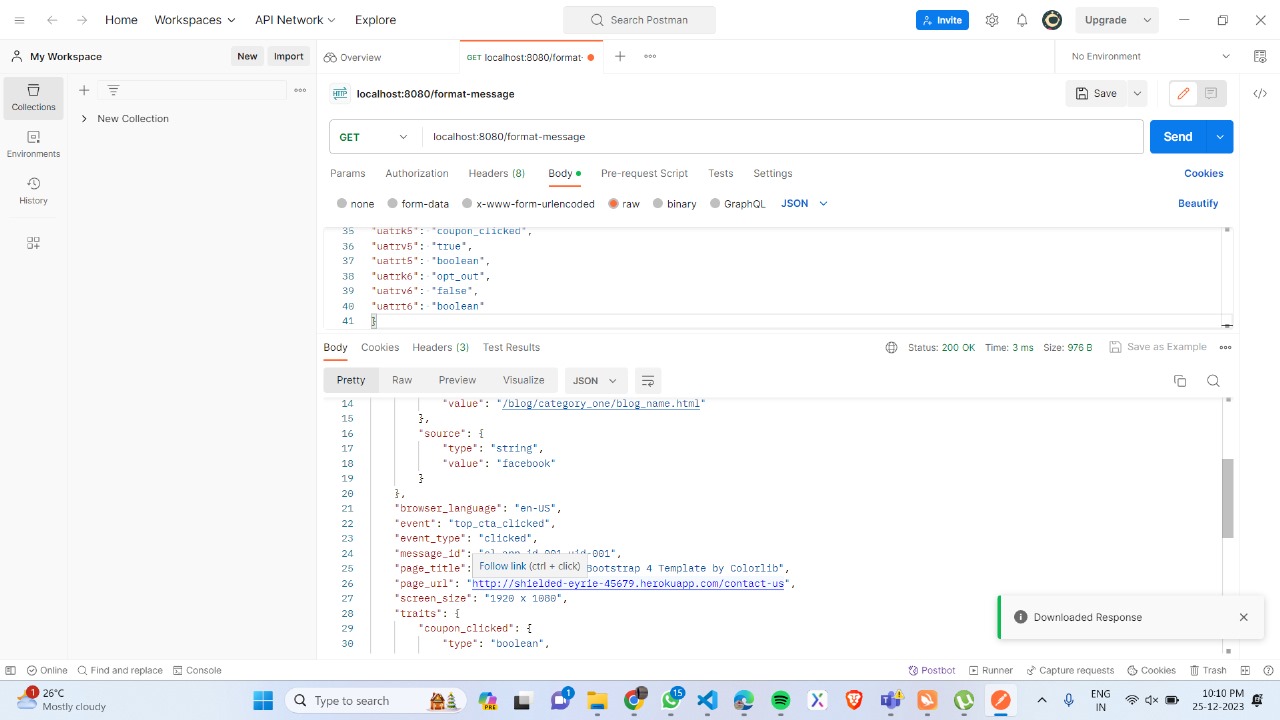 Home Workspaces API Network Explore Search Postman Invite Upgrade
My Workspace New Import Overview GET localhost:8080/format- No Environment
Collections
Environments
History
New Collection
HTTP localhost:8080/format-message Save
GET localhost:8080/format-message Send
Params Authorization Headers (8) Body Pre-request Script Tests Settings Cookies
none form-data x-www-form-urlencoded raw binary GraphQL JSON Beautify
35 "uatrk5": "coupon_clicked",
36 "uatrv5": "true",
37 "uatrt5": "boolean",
38 "uatrk6": "opt_out",
39 "uatrv6": "false",
40 "uatrt6": "boolean"
41 }
Body Cookies Headers (3) Test Results Status: 200 OK Time: 3 ms Size: 976 B Save as Example
Pretty Raw Preview Visualize JSON
14 "value": "/blog/category_one/blog_name.html"
15 },
16 "source": {
17 "type": "string",
18 "value": "facebook"
19 }
20 },
21 "browser_language": "en-US",
22 "event": "top_cta_clicked",
23 "event_type": "clicked",
24 "message_id": "cl_app_id_001_uid-001",
Follow link (ctrl + click)
25 "page_title": Bootstrap 4 Template by Colorlib",
26 "page_url": "http://shielded-eyrie-45679.herokuapp.com/contact-us",
27 "screen_size": "1920 x 1080",
28 "traits": {
29 "coupon_clicked": {
30 "type": "boolean",
Downloaded Response
Online Find and replace Console Postbot Runner Capture requests Cookies Trash
1 26°C
Mostly cloudy
Type to search
PRE
1
15
ENG
IN
10:10 PM
25-12-2023